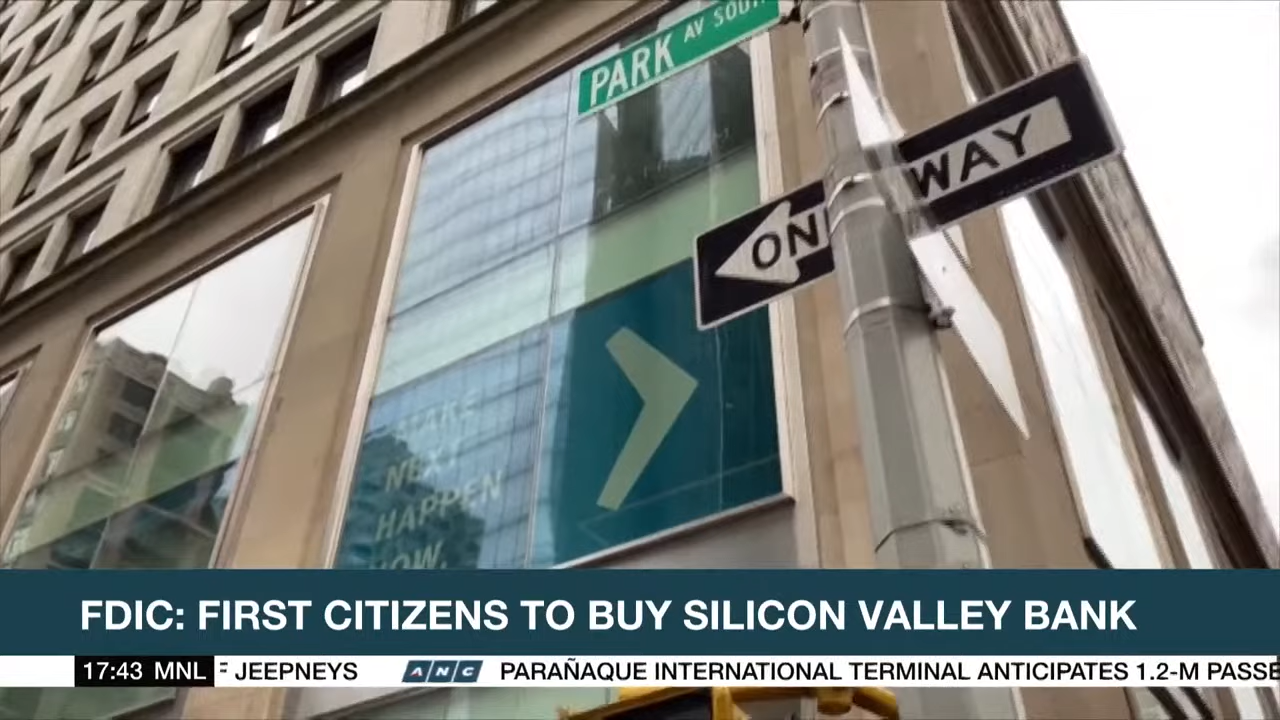 PARK AV SOUTH
ONE WAY
MAKE
NEXT
HAPPEN
NOW.
FDIC: FIRST CITIZENS TO BUY SILICON VALLEY BANK
17:43 MNL JEEPNEYS ANC PARAÑAQUE INTERNATIONAL TERMINAL ANTICIPATES 1.2-M PASSE